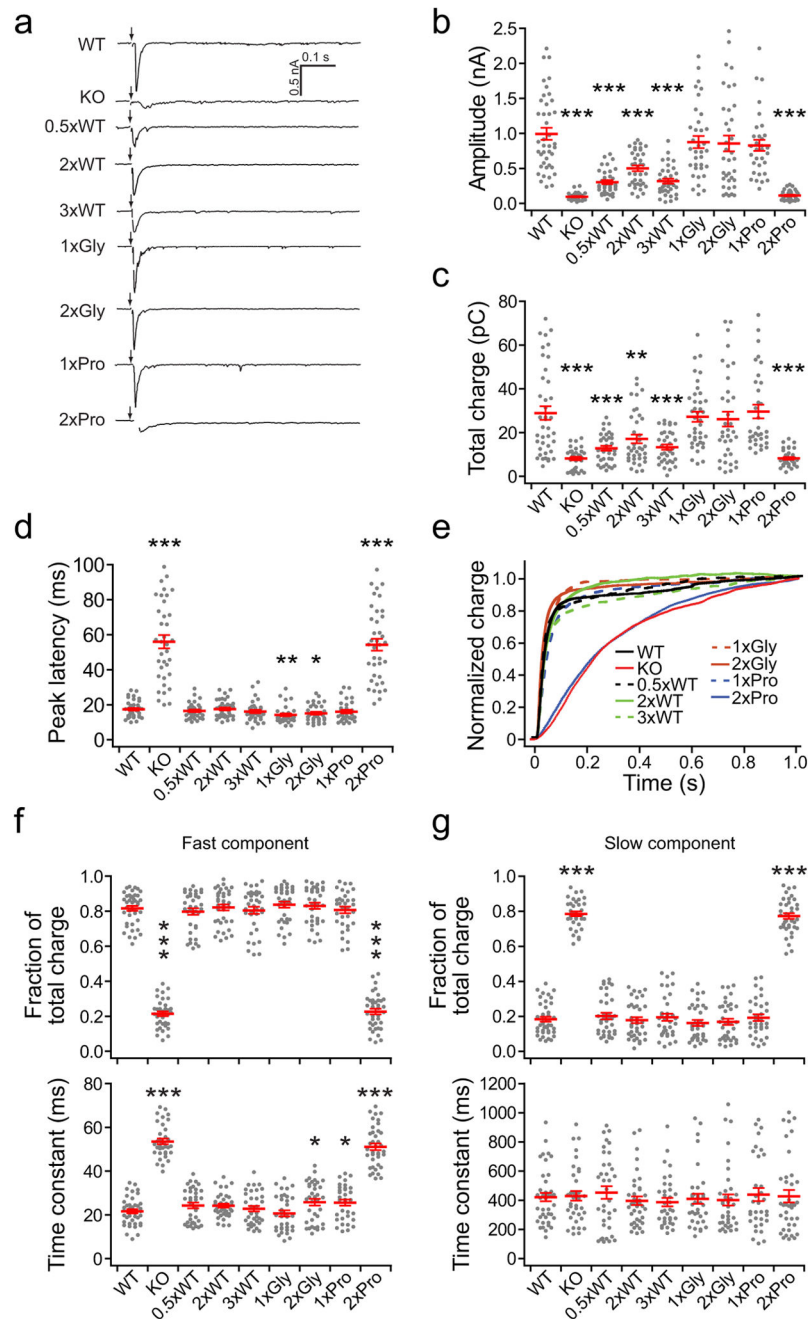 a
WT
KO
0.5xWT
2xWT
3xWT
1xGly
2xGly
1xPro
2xPro
0.1 s
0.5 nA
b
Amplitude (nA)
2.5
2.0
1.5
1.0
0.5
0.0
*** *** *** *** ***
WT KO 0.5xWT 2xWT 3xWT 1xGly 2xGly 1xPro 2xPro
c
Total charge (pC)
80
60
40
20
0
*** *** ** *** ***
WT KO 0.5xWT 2xWT 3xWT 1xGly 2xGly 1xPro 2xPro
d
Peak latency (ms)
100
80
60
40
20
0
*** ** * ***
WT KO 0.5xWT 2xWT 3xWT 1xGly 2xGly 1xPro 2xPro
e
Normalized charge
1.0
0.8
0.6
0.4
0.2
0.0
WT
KO
0.5xWT
2xWT
3xWT
1xGly
2xGly
1xPro
2xPro
0 0.2 0.4 0.6 0.8 1.0
Time (s)
f
Fast component
Fraction of
total charge
1.0
0.8
0.6
0.4
0.2
0.0
*** ***
Time constant (ms)
80
60
40
20
0
*** * * ***
WT KO 0.5xWT 2xWT 3xWT 1xGly 2xGly 1xPro 2xPro
g
Slow component
Fraction of
total charge
1.0
0.8
0.6
0.4
0.2
0.0
*** ***
Time constant (ms)
1200
1000
800
600
400
200
0
WT KO 0.5xWT 2xWT 3xWT 1xGly 2xGly 1xPro 2xPro